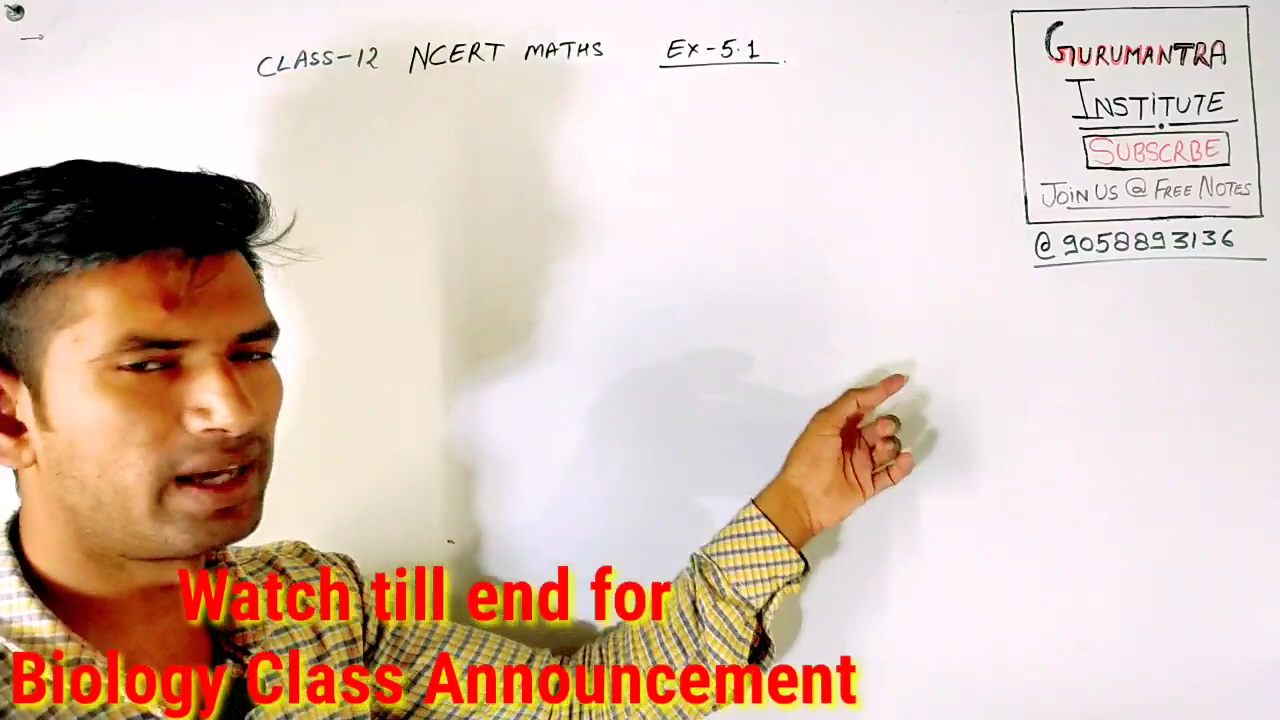 CLASS-12 NCERT MATHS Ex-5.1
GURUMANTRA
INSTITUTE
SUBSCRBE
JOIN US @ FREE NOTES
@ 9058893136
Watch till end for
Biology Class Announcement